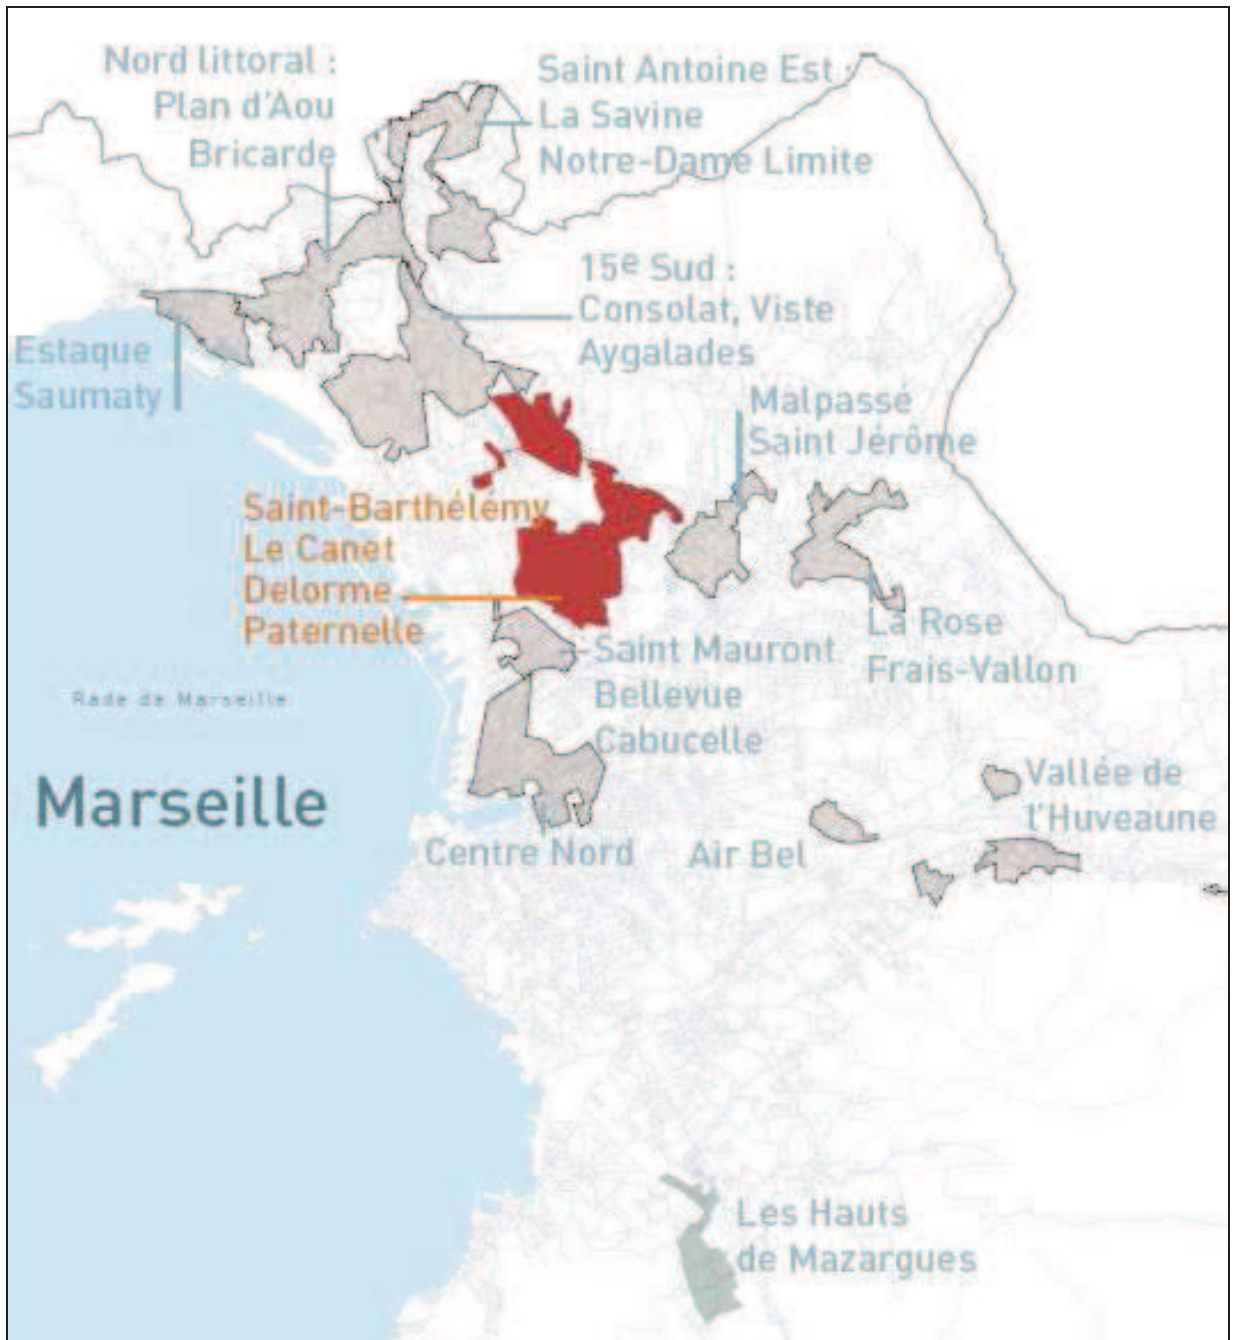 Nord littoral :
Plan d'Aou
Bricarde
Saint Antoine Est :
La Savine
Notre-Dame Limite
15e Sud :
Consolat, Viste
Aygalades
Estaque
Saumaty
Malpassé
Saint Jérôme
Saint-Barthélémy
Le Canet
Delorme
Paternelle
La Rose
Frais-Vallon
Saint Mauront
Bellevue
Cabucelle
Rade de Marseille
Marseille
Vallée de
l'Huveaune
Centre Nord
Air Bel
Les Hauts
de Mazargues